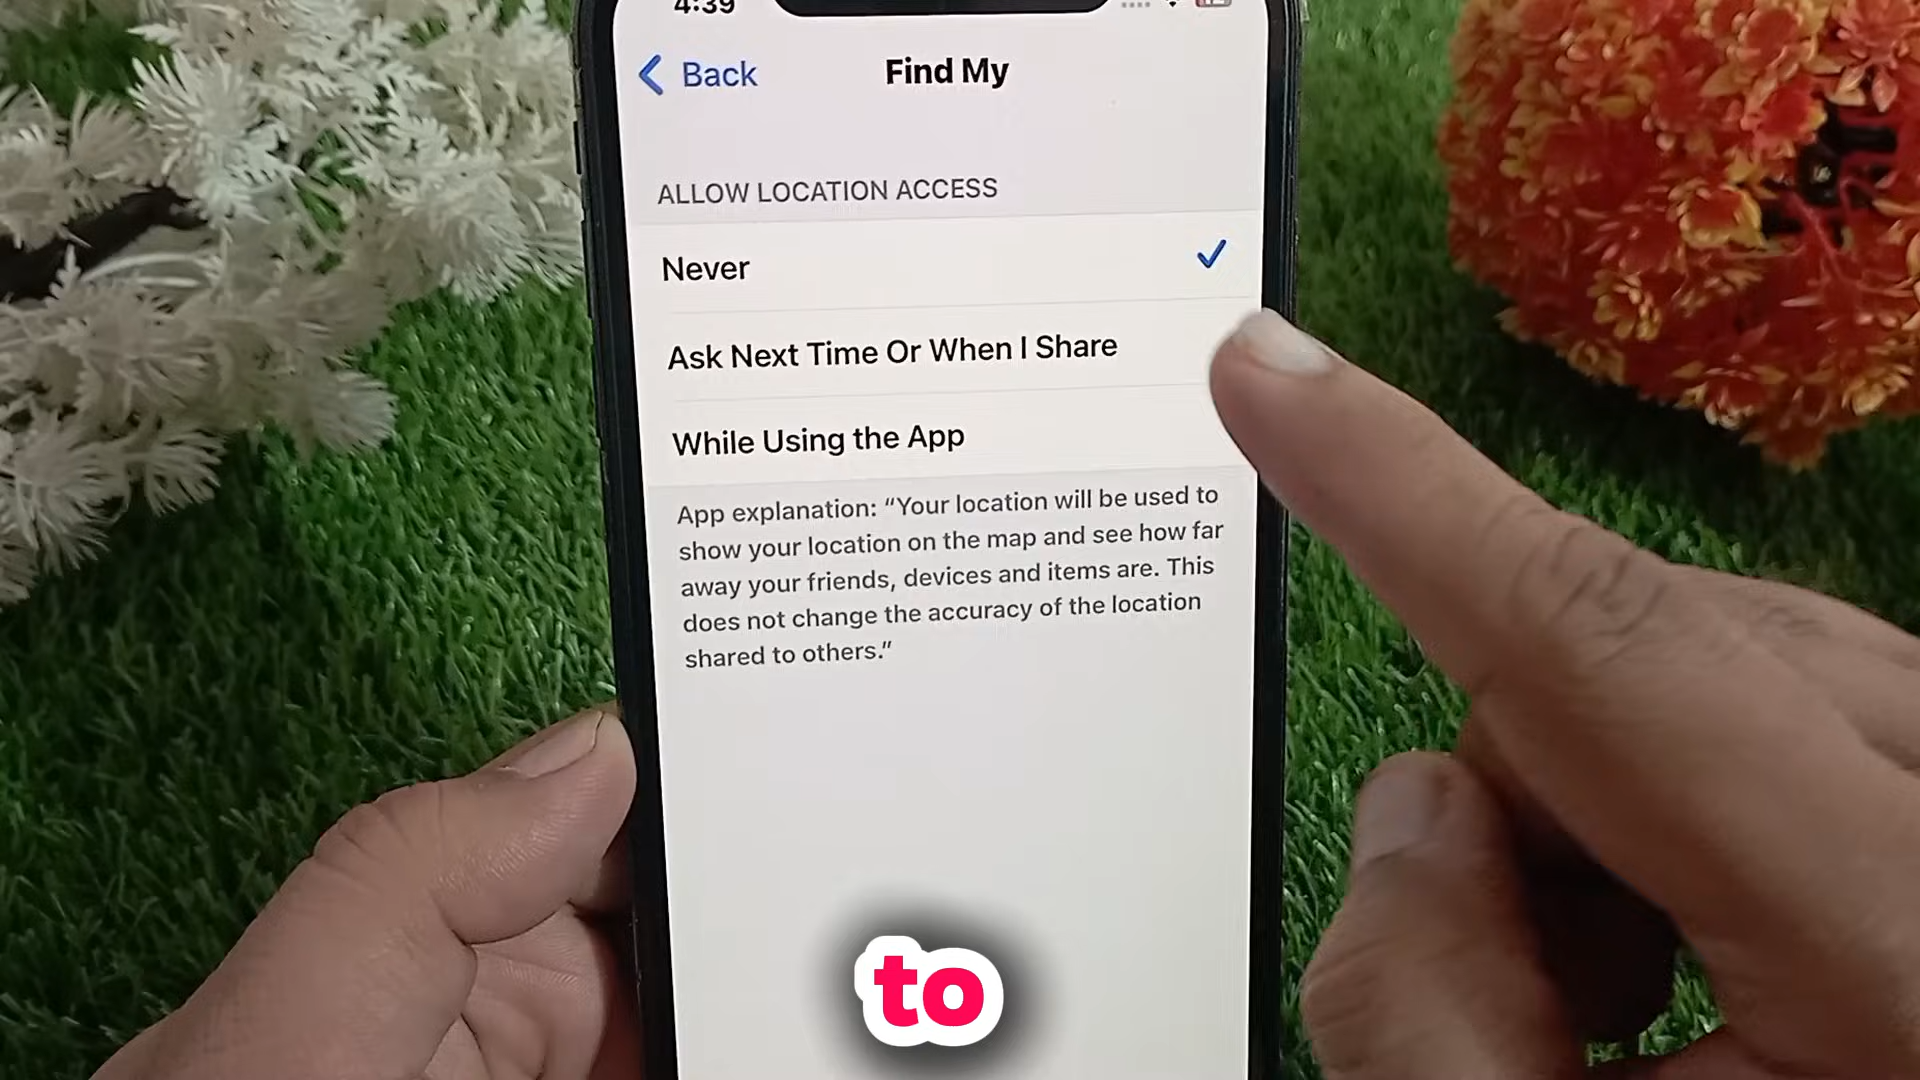 4:39
Back
Find My
ALLOW LOCATION ACCESS
Never
Ask Next Time Or When I Share
While Using the App
App explanation: “Your location will be used to
show your location on the map and see how far
away your friends, devices and items are. This
does not change the accuracy of the location
shared to others.”
to